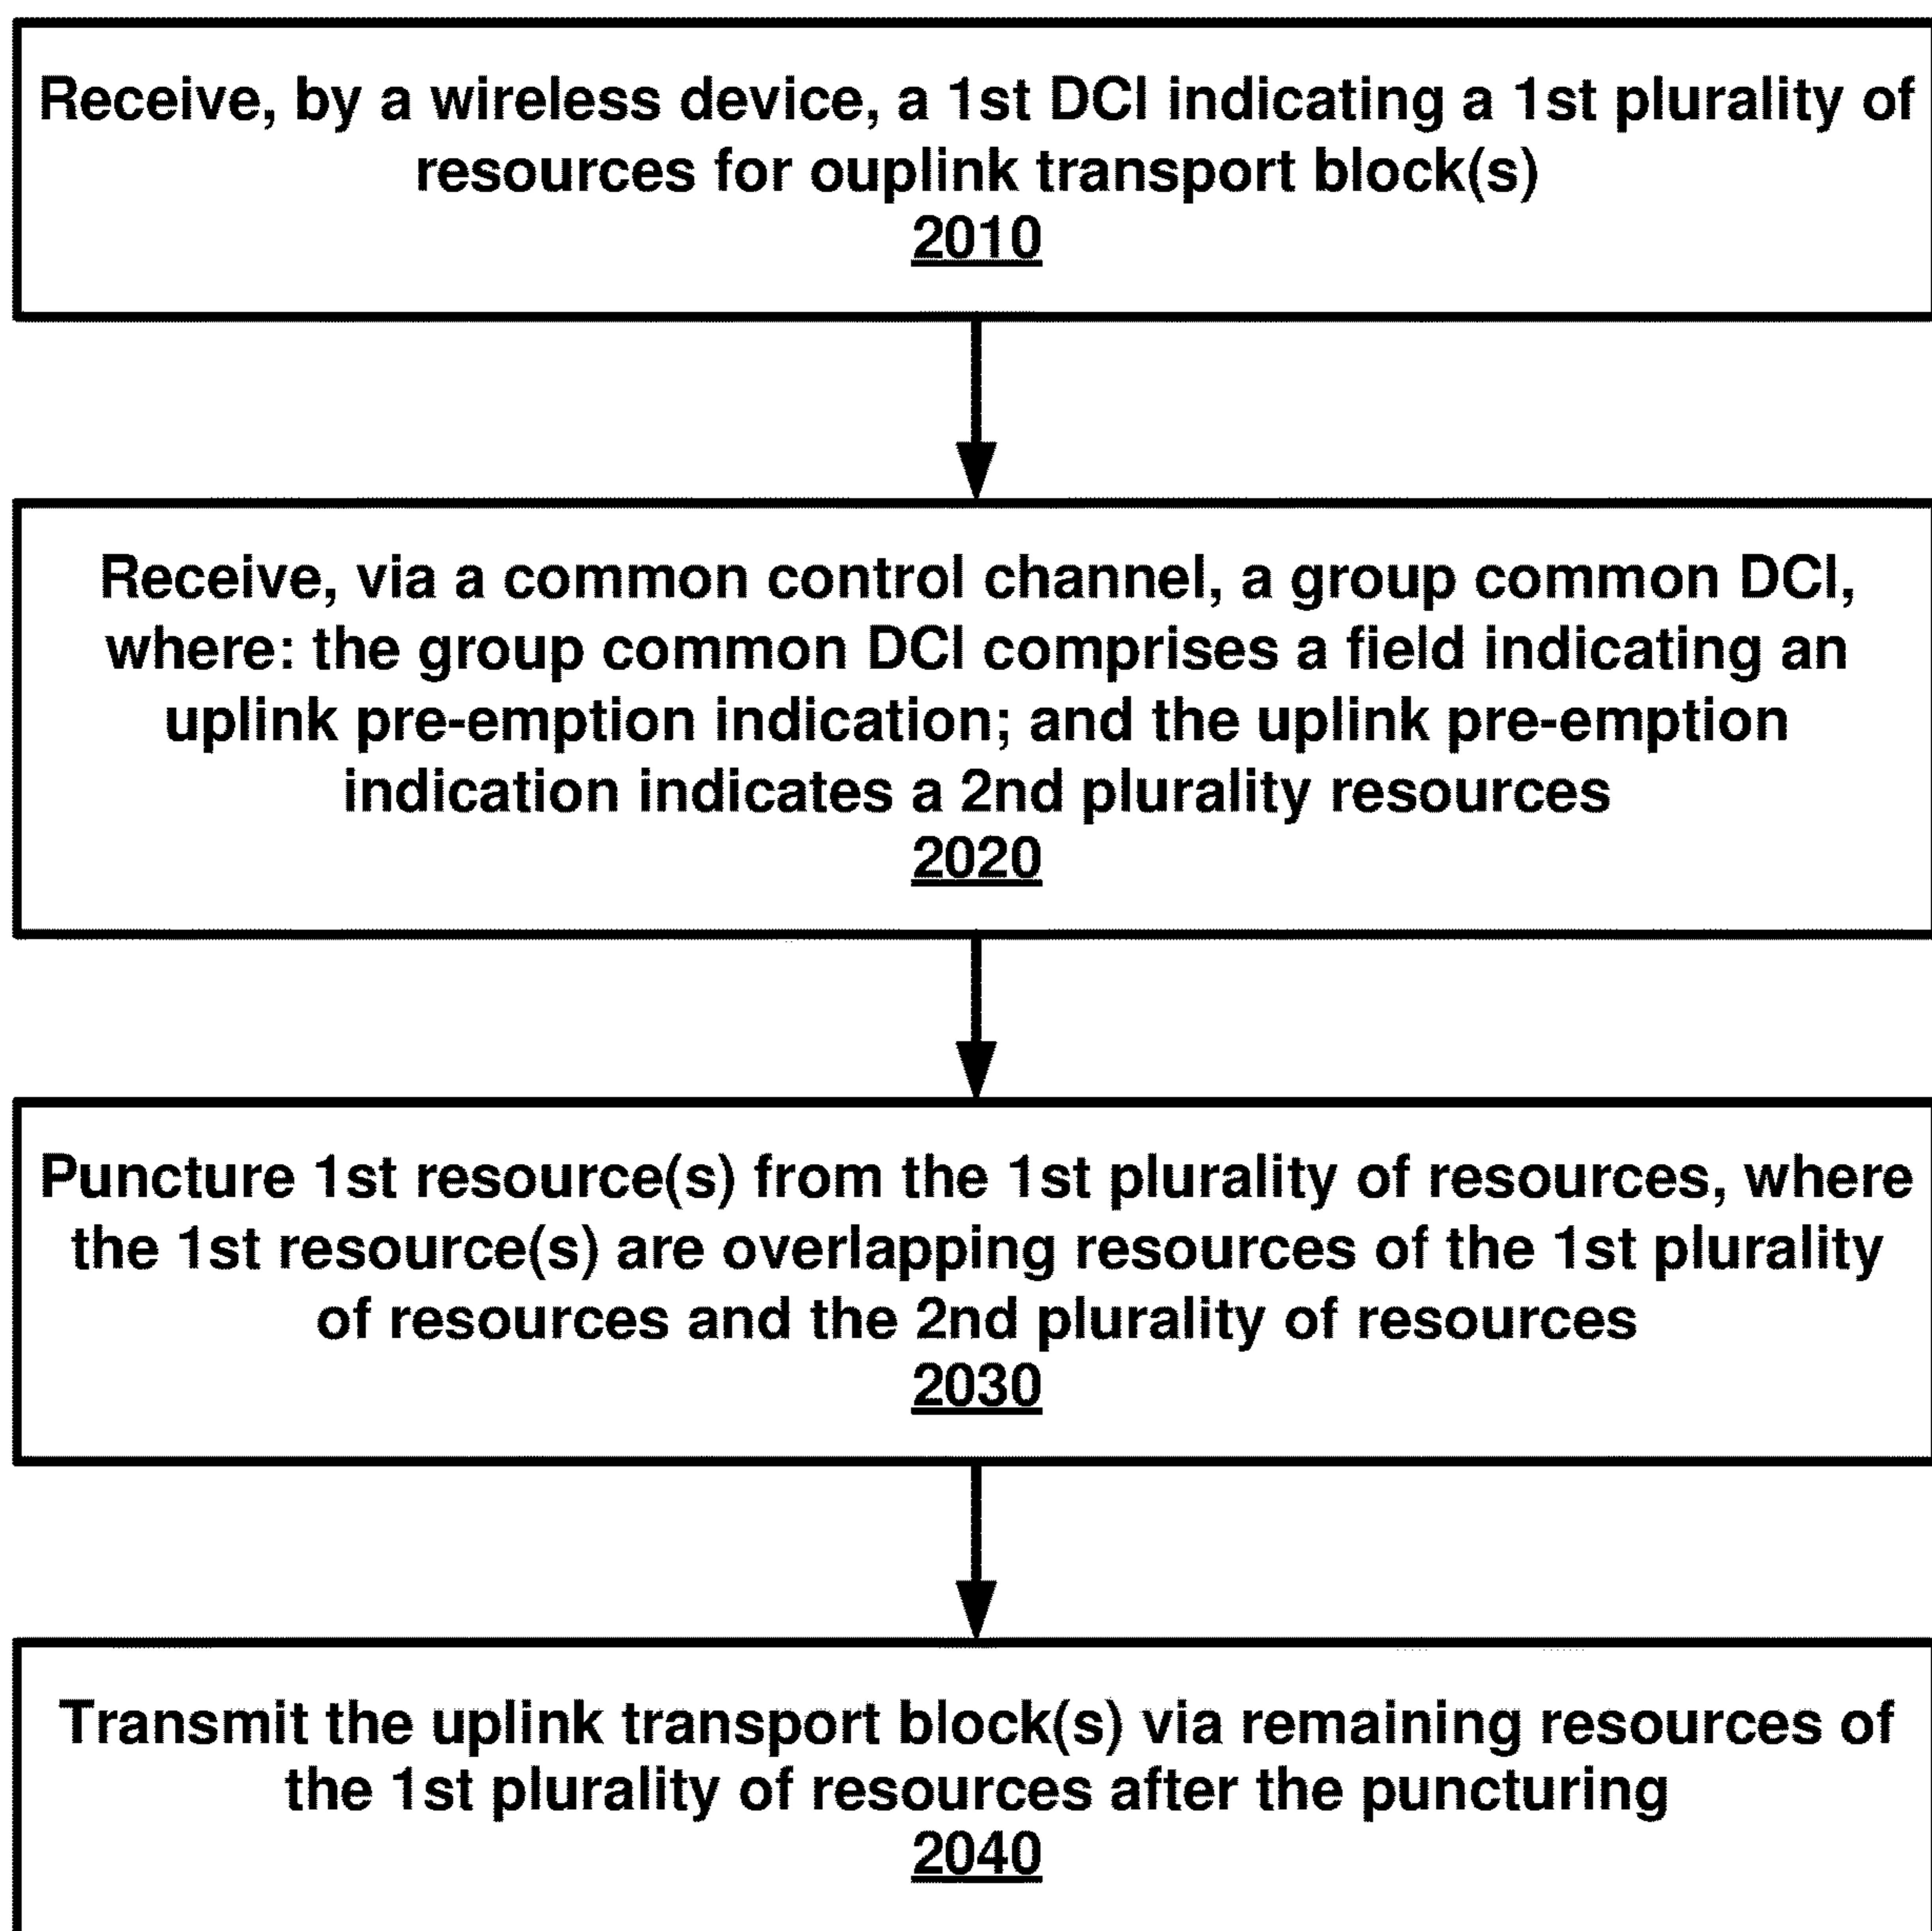 Receive, by a wireless device, a 1st DCI indicating a 1st plurality of
resources for ouplink transport block(s)
2010
Receive, via a common control channel, a group common DCI,
where: the group common DCI comprises a field indicating an
uplink pre-emption indication; and the uplink pre-emption
indication indicates a 2nd plurality resources
2020
Puncture 1st resource(s) from the 1st plurality of resources, where
the 1st resource(s) are overlapping resources of the 1st plurality
of resources and the 2nd plurality of resources
2030
Transmit the uplink transport block(s) via remaining resources of
the 1st plurality of resources after the puncturing
2040